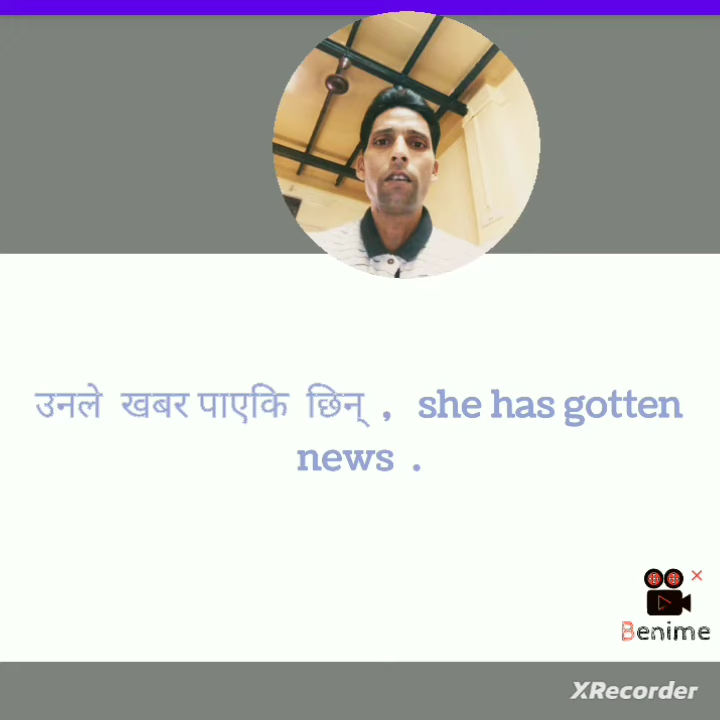 उनले खबर पाएकि छिन् , she has gotten
news .
Benime
XRecorder